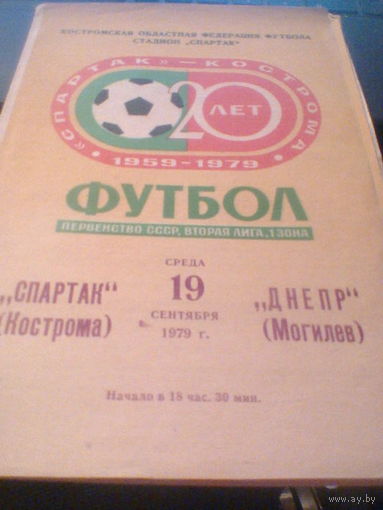 КОСТРОМСКАЯ ОБЛАСТНАЯ ФЕДЕРАЦИЯ ФУТБОЛА
СТАДИОН „СПАРТАК"
«СПАРТАК» — КОСТРОМА
20 ЛЕТ
1959-1979
ФУТБОЛ
ПЕРВЕНСТВО СССР, ВТОРАЯ ЛИГА, 1 ЗОНА
„СПАРТАК"
(Кострома)
СРЕДА
19
СЕНТЯБРЯ
1979 г.
„ДНЕПР"
(Могилев)
Начало в 18 час. 30 мин.
www.ay.by